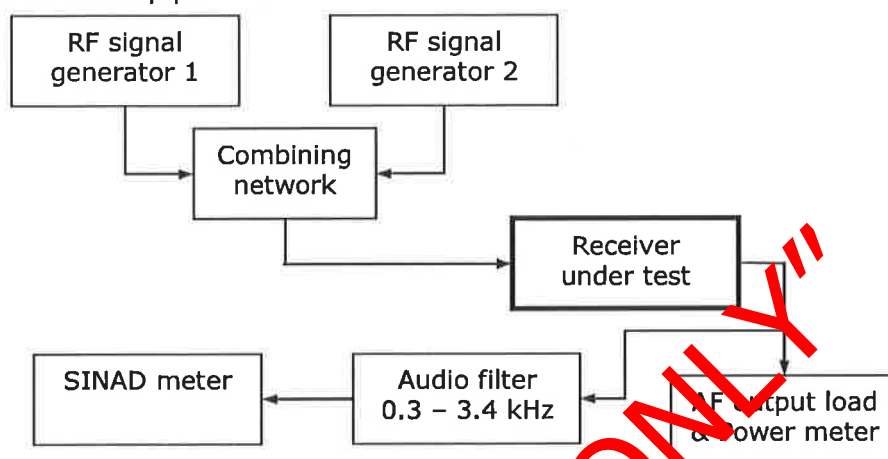 RF signal
generator 1
RF signal
generator 2
Combining
network
Receiver
under test
SINAD meter
Audio filter
0.3 – 3.4 kHz
AF output load
& Power meter
ONLY”